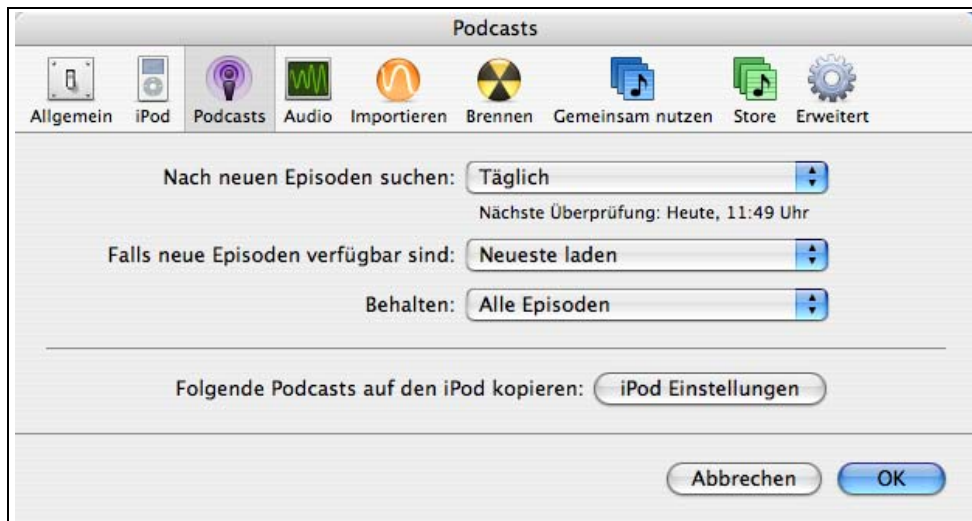 Podcasts
Allgemein iPod Podcasts Audio Importieren Brennen Gemeinsam nutzen Store Erweitert
Nach neuen Episoden suchen: Täglich
Nächste Überprüfung: Heute, 11:49 Uhr
Falls neue Episoden verfügbar sind: Neueste laden
Behalten: Alle Episoden
Folgende Podcasts auf den iPod kopieren: iPod Einstellungen
Abbrechen OK